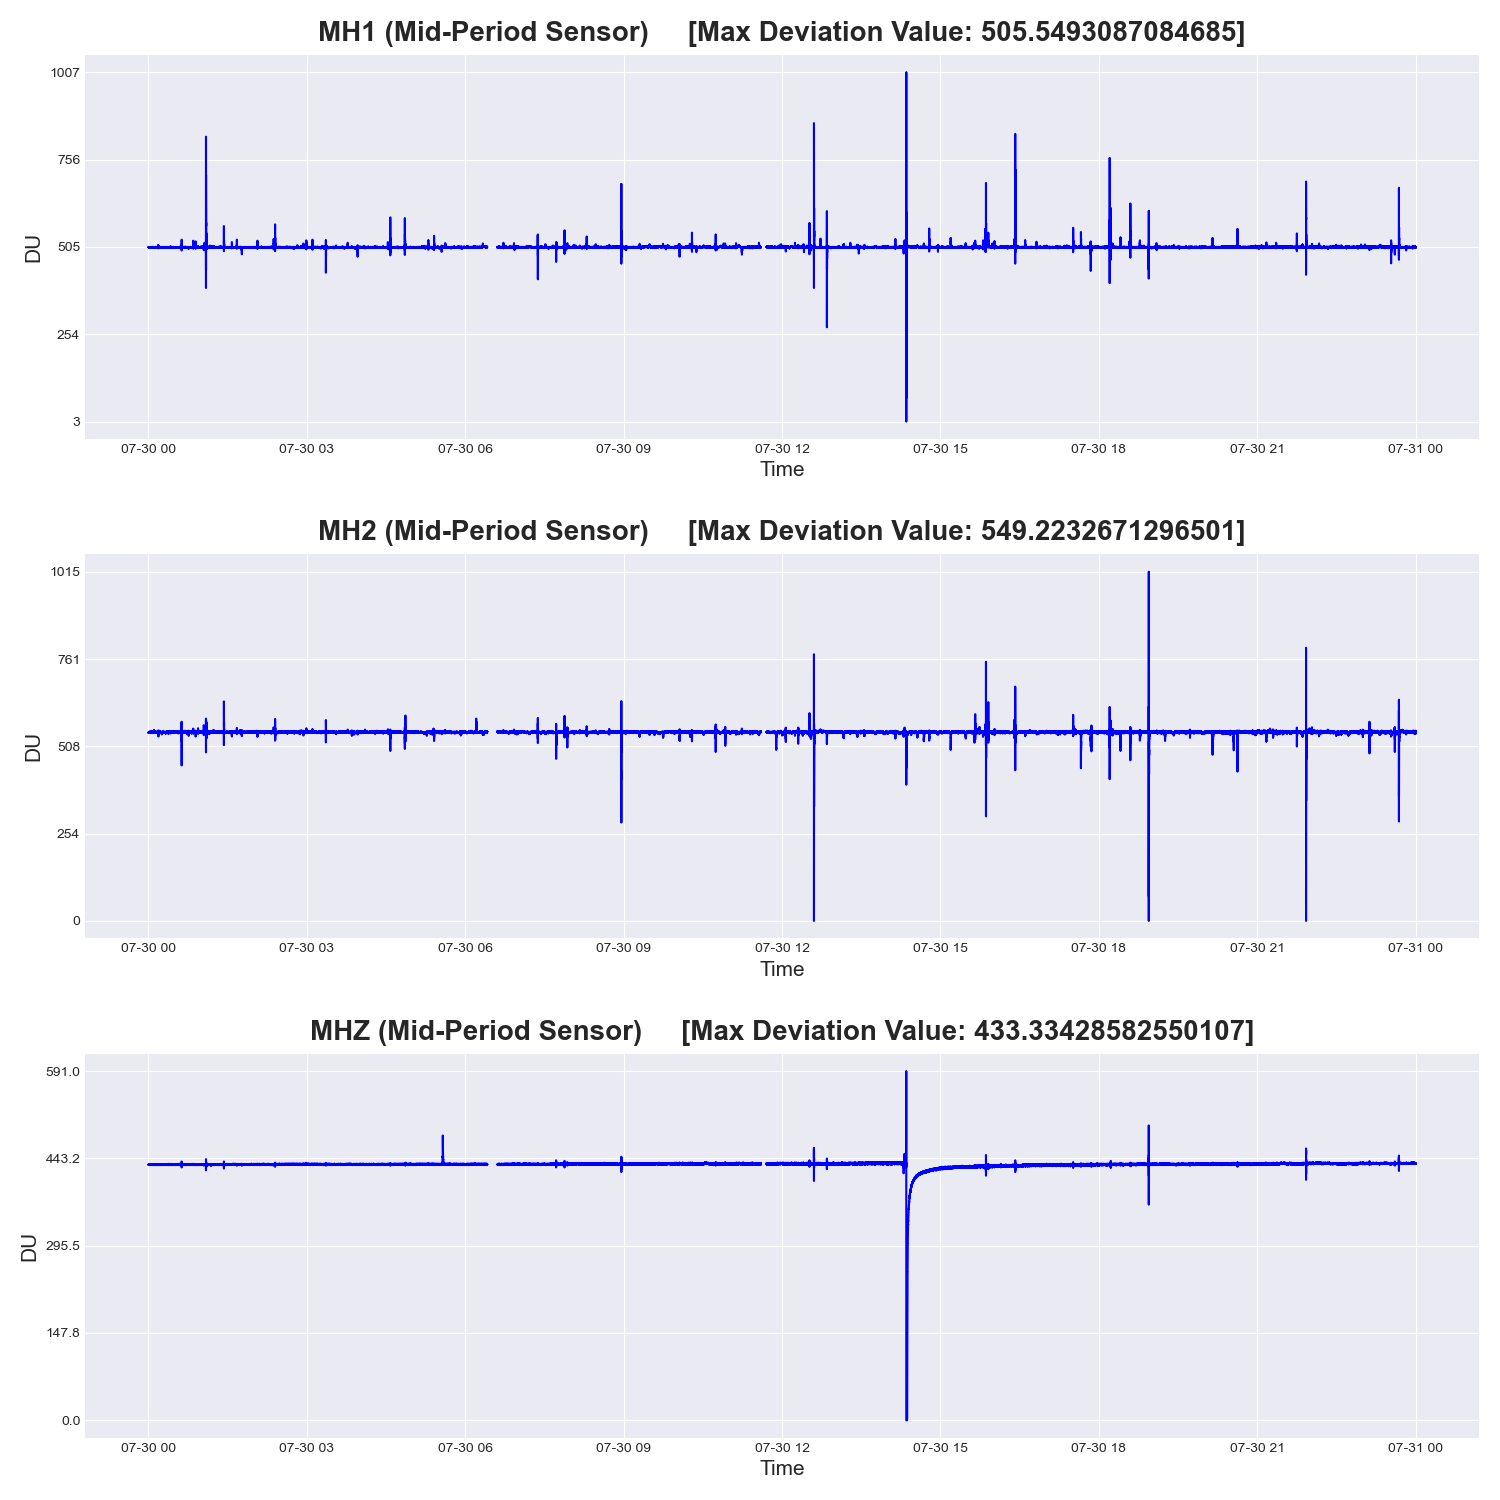 MH1 (Mid-Period Sensor)     [Max Deviation Value: 505.5493087084685]
1007
756
505
254
3
DU
07-30 00 07-30 03 07-30 06 07-30 09 07-30 12 07-30 15 07-30 18 07-30 21 07-31 00
Time
MH2 (Mid-Period Sensor)     [Max Deviation Value: 549.2232671296501]
1015
761
508
254
0
DU
07-30 00 07-30 03 07-30 06 07-30 09 07-30 12 07-30 15 07-30 18 07-30 21 07-31 00
Time
MHZ (Mid-Period Sensor)     [Max Deviation Value: 433.33428582550107]
591.0
443.2
295.5
147.8
0.0
DU
07-30 00 07-30 03 07-30 06 07-30 09 07-30 12 07-30 15 07-30 18 07-30 21 07-31 00
Time